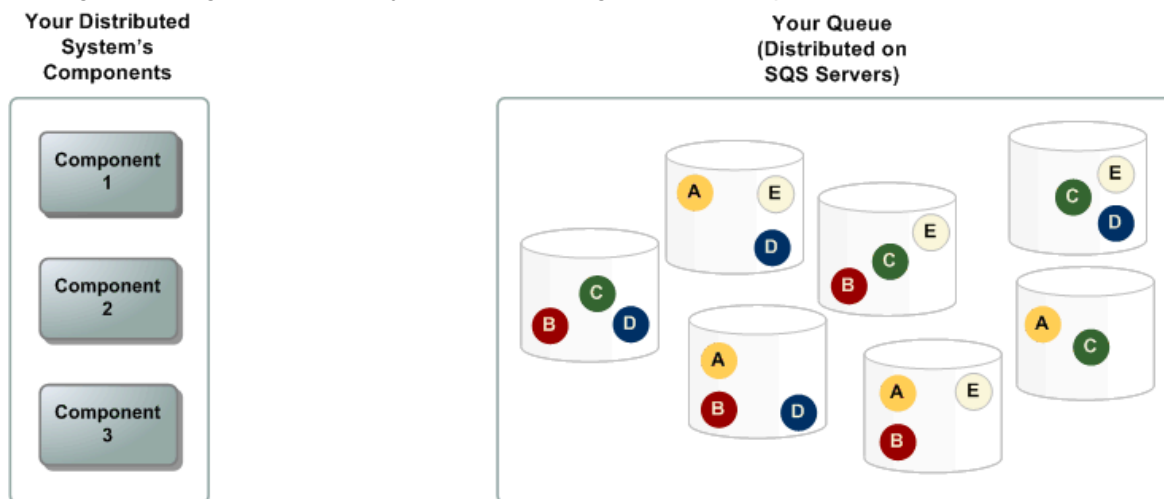 Your Distributed
System's
Components
Your Queue
(Distributed on
SQS Servers)
Component
1
Component
2
Component
3
A
E
D
B
C
E
E
C
D
B
C
D
A
B
D
A
E
B
A
C